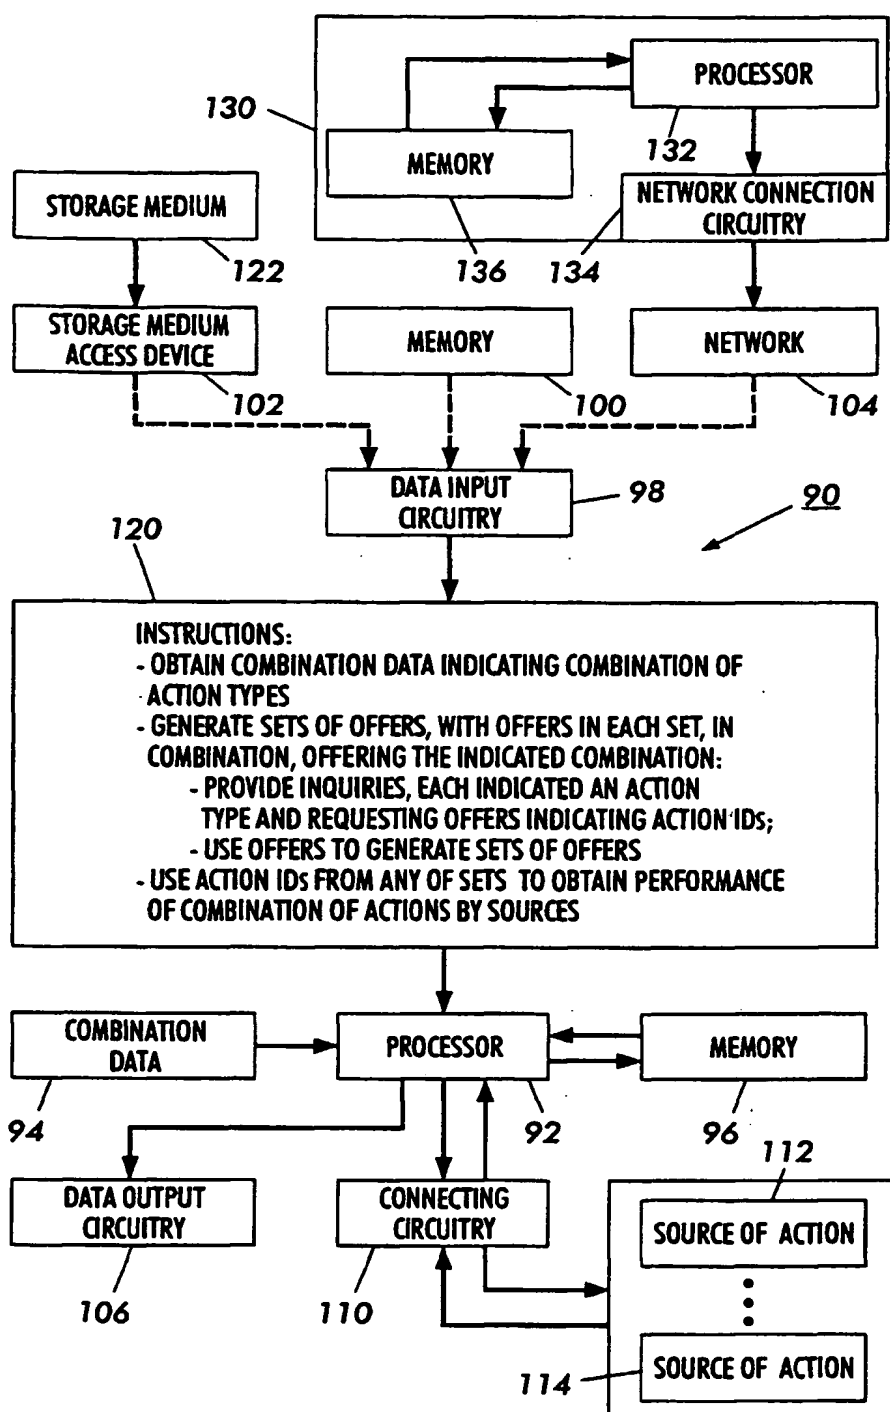 PROCESSOR
130
132
MEMORY
STORAGE MEDIUM
NETWORK CONNECTION
CIRCUITRY
122
136
134
STORAGE MEDIUM
ACCESS DEVICE
MEMORY
NETWORK
102
100
104
DATA INPUT
CIRCUITRY
98
90
120
INSTRUCTIONS:
- OBTAIN COMBINATION DATA INDICATING COMBINATION OF
ACTION TYPES
- GENERATE SETS OF OFFERS, WITH OFFERS IN EACH SET, IN
COMBINATION, OFFERING THE INDICATED COMBINATION:
- PROVIDE INQUIRIES, EACH INDICATED AN ACTION
TYPE AND REQUESTING OFFERS INDICATING ACTION IDs;
- USE OFFERS TO GENERATE SETS OF OFFERS
- USE ACTION IDs FROM ANY OF SETS TO OBTAIN PERFORMANCE
OF COMBINATION OF ACTIONS BY SOURCES
COMBINATION
DATA
PROCESSOR
MEMORY
94
92
96
112
DATA OUTPUT
CIRCUITRY
CONNECTING
CIRCUITRY
SOURCE OF ACTION
106
110
114
SOURCE OF ACTION